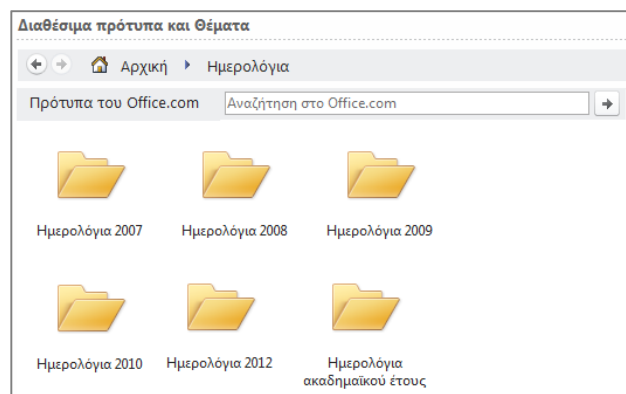 Διαθέσιμα πρότυπα και Θέματα
Αρχική Ημερολόγια
Πρότυπα του Office.com Αναζήτηση στο Office.com
Ημερολόγια 2007 Ημερολόγια 2008 Ημερολόγια 2009
Ημερολόγια 2010 Ημερολόγια 2012 Ημερολόγια
ακαδημαϊκού έτους